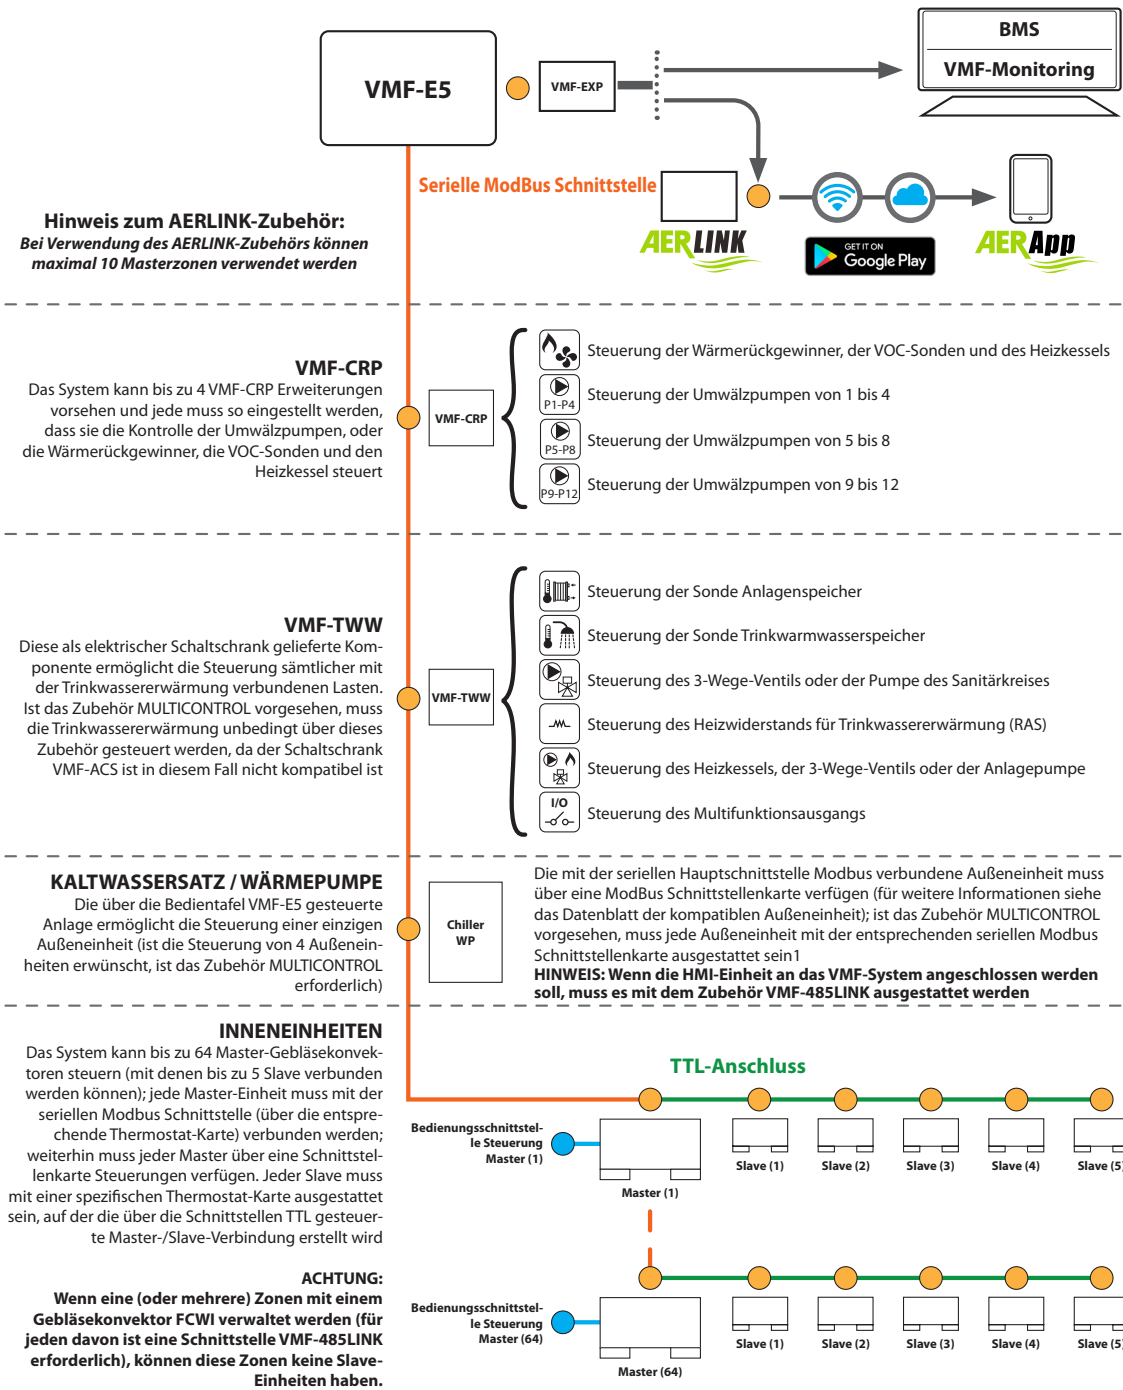 BMS
VMF-Monitoring
VMF-E5
VMF-EXP
Serielle ModBus Schnittstelle
AERLINK
GET IT ON
Google Play
AERApp
Hinweis zum AERLINK-Zubehör:
Bei Verwendung des AERLINK-Zubehörs können
maximal 10 Masterzonen verwendet werden
VMF-CRP
Das System kann bis zu 4 VMF-CRP Erweiterungen
vorsehen und jede muss so eingestellt werden,
dass sie die Kontrolle der Umwälzpumpen, oder
die Wärmerückgewinner, die VOC-Sonden und den
Heizkessel steuert
VMF-CRP
Steuerung der Wärmerückgewinner, der VOC-Sonden und des Heizkessels
P1-P4
Steuerung der Umwälzpumpen von 1 bis 4
P5-P8
Steuerung der Umwälzpumpen von 5 bis 8
P9-P12
Steuerung der Umwälzpumpen von 9 bis 12
VMF-TWW
Diese als elektrischer Schaltschrank gelieferte Kom-
ponente ermöglicht die Steuerung sämtlicher mit
der Trinkwassererwärmung verbundenen Lasten.
Ist das Zubehör MULTICONTROL vorgesehen, muss
die Trinkwassererwärmung unbedingt über dieses
Zubehör gesteuert werden, da der Schaltschrank
VMF-ACS ist in diesem Fall nicht kompatibel ist
VMF-TWW
Steuerung der Sonde Anlagenspeicher
Steuerung der Sonde Trinkwarmwasserspeicher
Steuerung des 3-Wege-Ventils oder der Pumpe des Sanitärkreises
Steuerung des Heizwiderstands für Trinkwassererwärmung (RAS)
Steuerung des Heizkessels, der 3-Wege-Ventils oder der Anlagepumpe
I/O
Steuerung des Multifunktionsausgangs
KALTWASSERSATZ / WÄRMEPUMPE
Die über die Bedientafel VMF-E5 gesteuerte
Anlage ermöglicht die Steuerung einer einzigen
Außeneinheit (ist die Steuerung von 4 Außenein-
heiten erwünscht, ist das Zubehör MULTICONTROL
erforderlich)
Chiller
WP
Die mit der seriellen Hauptschnittstelle Modbus verbundene Außeneinheit muss
über eine ModBus Schnittstellenkarte verfügen (für weitere Informationen siehe
das Datenblatt der kompatiblen Außeneinheit); ist das Zubehör MULTICONTROL
vorgesehen, muss jede Außeneinheit mit der entsprechenden seriellen Modbus
Schnittstellenkarte ausgestattet sein1
HINWEIS: Wenn die HMI-Einheit an das VMF-System angeschlossen werden
soll, muss es mit dem Zubehör VMF-485LINK ausgestattet werden
INNENEINHEITEN
Das System kann bis zu 64 Master-Gebläsekonvek-
toren steuern (mit denen bis zu 5 Slave verbunden
werden können); jede Master-Einheit muss mit der
seriellen Modbus Schnittstelle (über die entspre-
chende Thermostat-Karte) verbunden werden;
weiterhin muss jeder Master über eine Schnittstel-
lenkarte Steuerungen verfügen. Jeder Slave muss
mit einer spezifischen Thermostat-Karte ausgestattet
sein, auf der die über die Schnittstellen TTL gesteuer-
te Master-/Slave-Verbindung erstellt wird
ACHTUNG:
Wenn eine (oder mehrere) Zonen mit einem
Gebläsekonvektor FCWI verwaltet werden (für
jeden davon ist eine Schnittstelle VMF-485LINK
erforderlich), können diese Zonen keine Slave-
Einheiten haben.
TTL-Anschluss
Bedienungsschnittstel-
le Steuerung
Master (1)
Master (1)
Slave (1)
Slave (2)
Slave (3)
Slave (4)
Slave (5)
Bedienungsschnittstel-
le Steuerung
Master (64)
Master (64)
Slave (1)
Slave (2)
Slave (3)
Slave (4)
Slave (5)